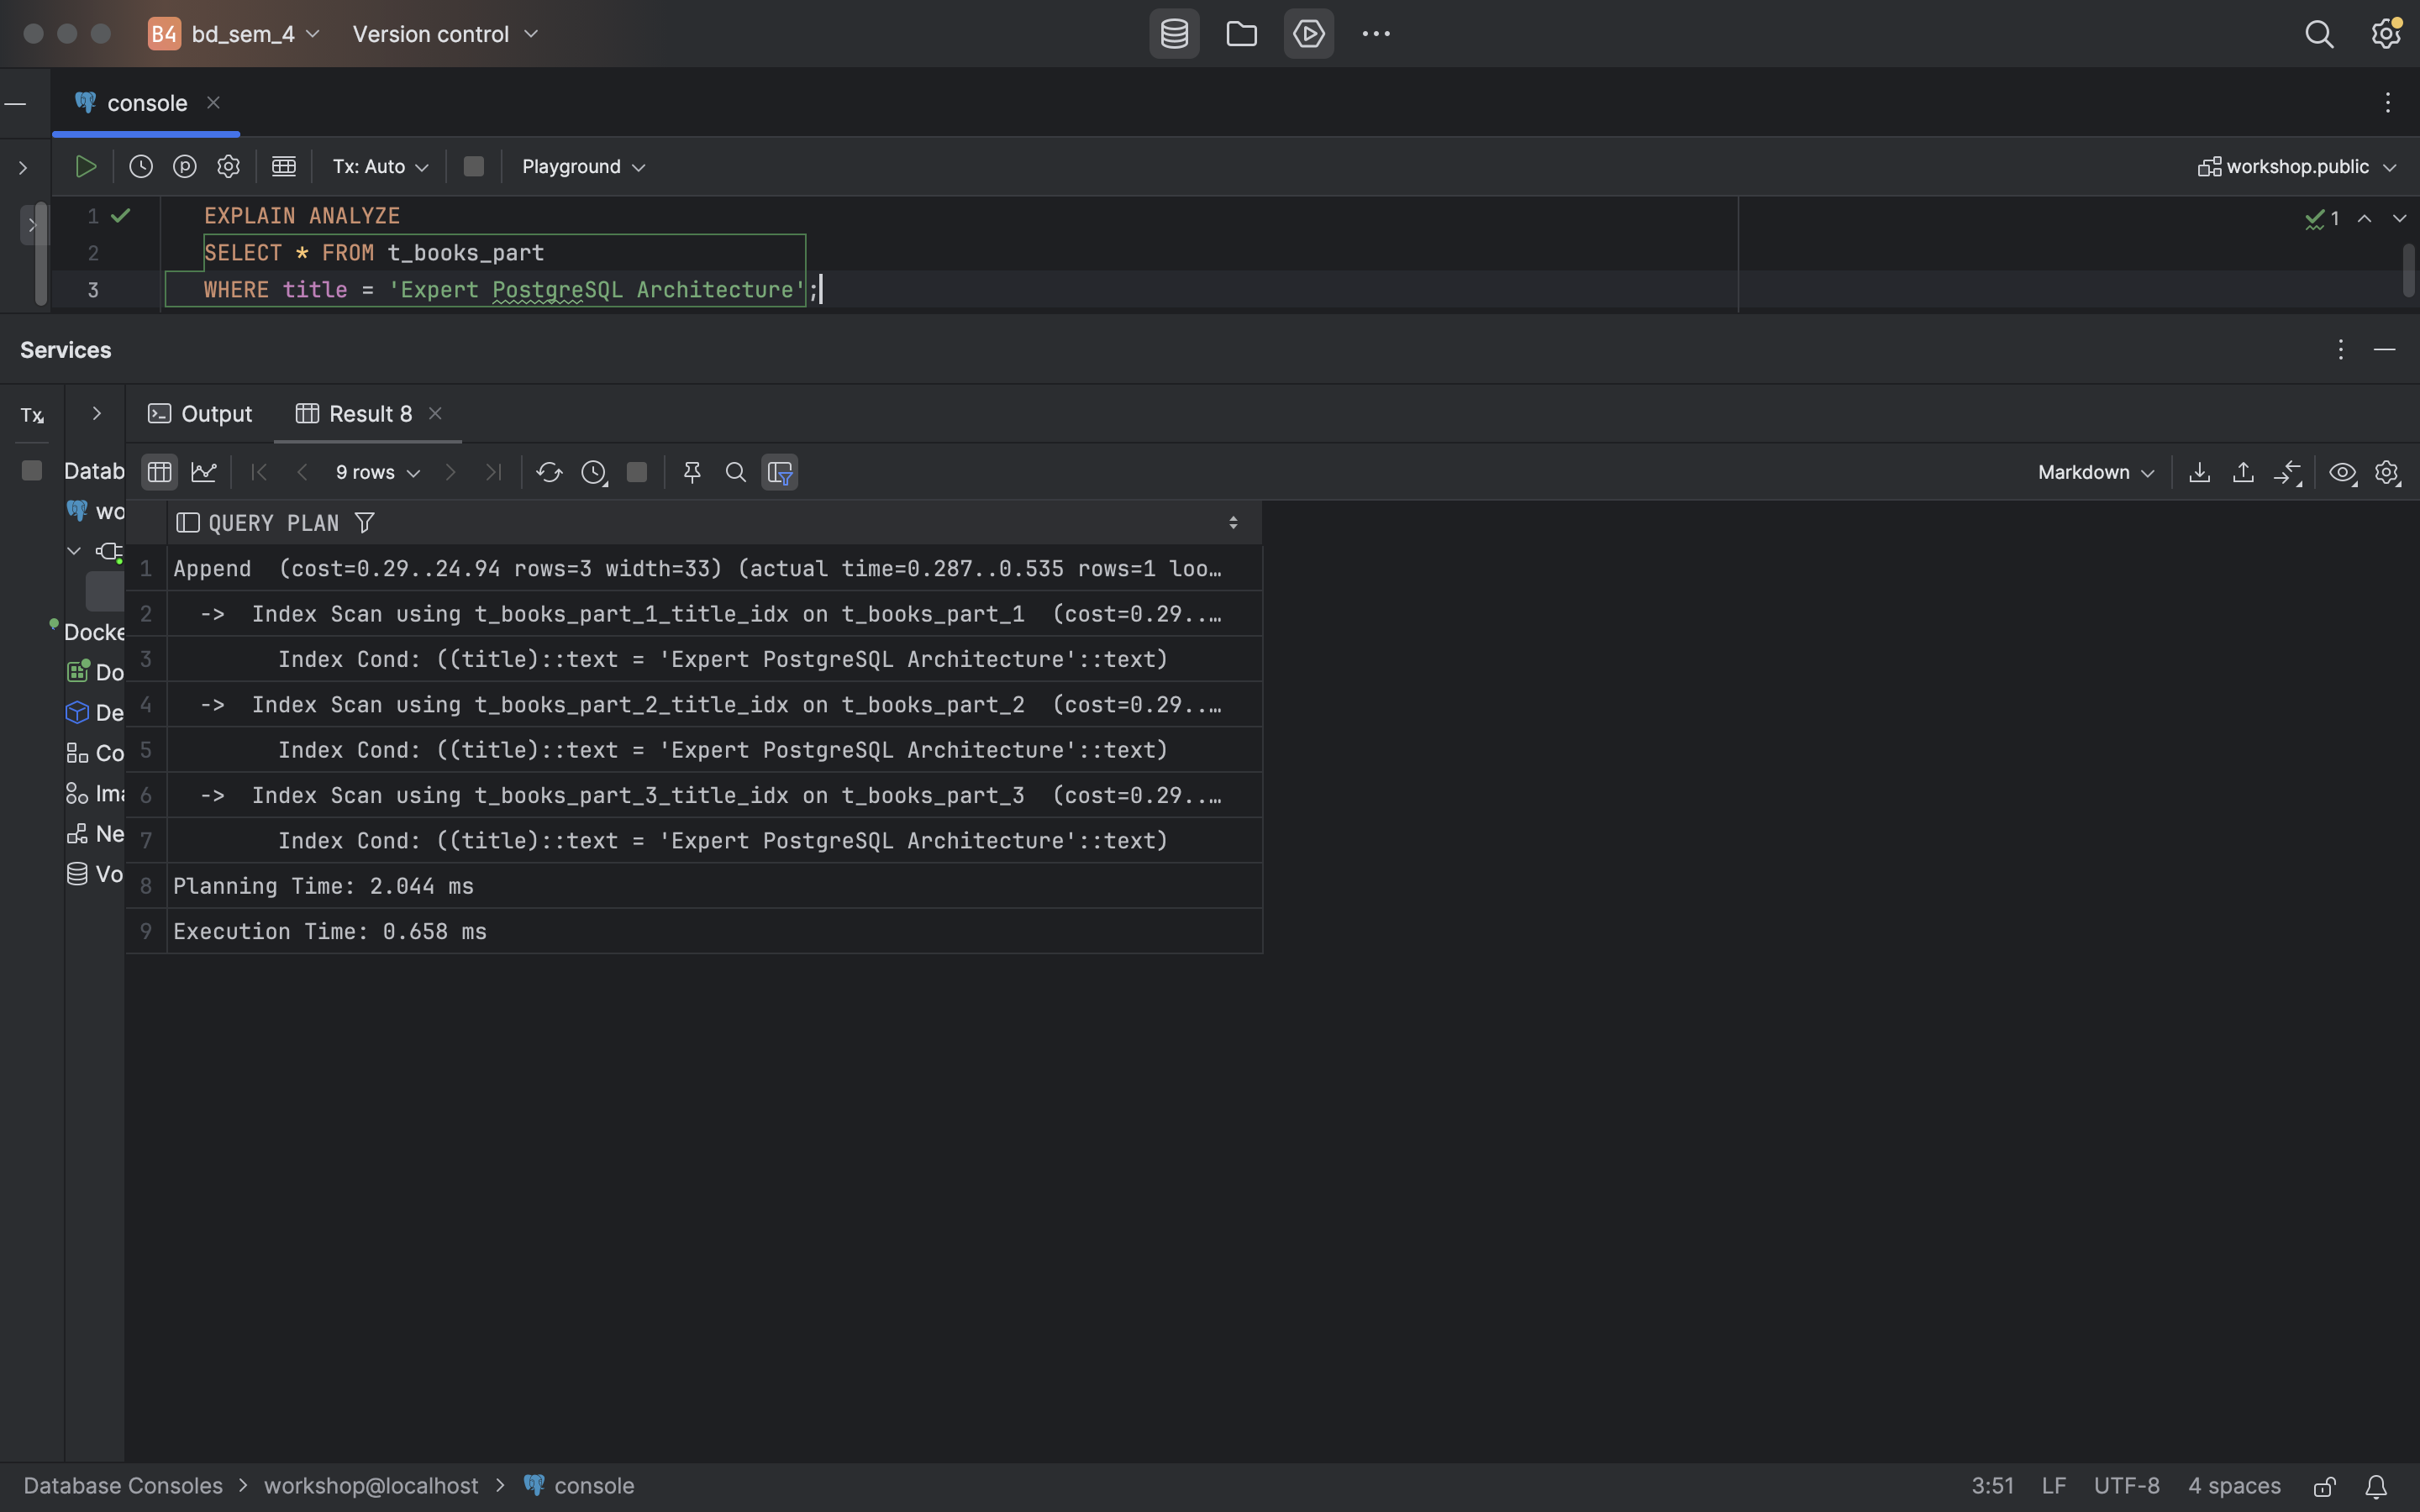 B4 bd_sem_4 Version control
console
Tx: Auto Playground workshop.public
1 EXPLAIN ANALYZE
2 SELECT * FROM t_books_part
3 WHERE title = 'Expert PostgreSQL Architecture';
1
Services
Tx
Output Result 8
9 rows Markdown
Datab
wo
Docke
Do
De
Co
Ima
Ne
Vo
QUERY PLAN
1 Append  (cost=0.29..24.94 rows=3 width=33) (actual time=0.287..0.535 rows=1 loo…
2 ->  Index Scan using t_books_part_1_title_idx on t_books_part_1  (cost=0.29..…
3 Index Cond: ((title)::text = 'Expert PostgreSQL Architecture'::text)
4 ->  Index Scan using t_books_part_2_title_idx on t_books_part_2  (cost=0.29..…
5 Index Cond: ((title)::text = 'Expert PostgreSQL Architecture'::text)
6 ->  Index Scan using t_books_part_3_title_idx on t_books_part_3  (cost=0.29..…
7 Index Cond: ((title)::text = 'Expert PostgreSQL Architecture'::text)
8 Planning Time: 2.044 ms
9 Execution Time: 0.658 ms
Database Consoles > workshop@localhost > console
3:51 LF UTF-8 4 spaces